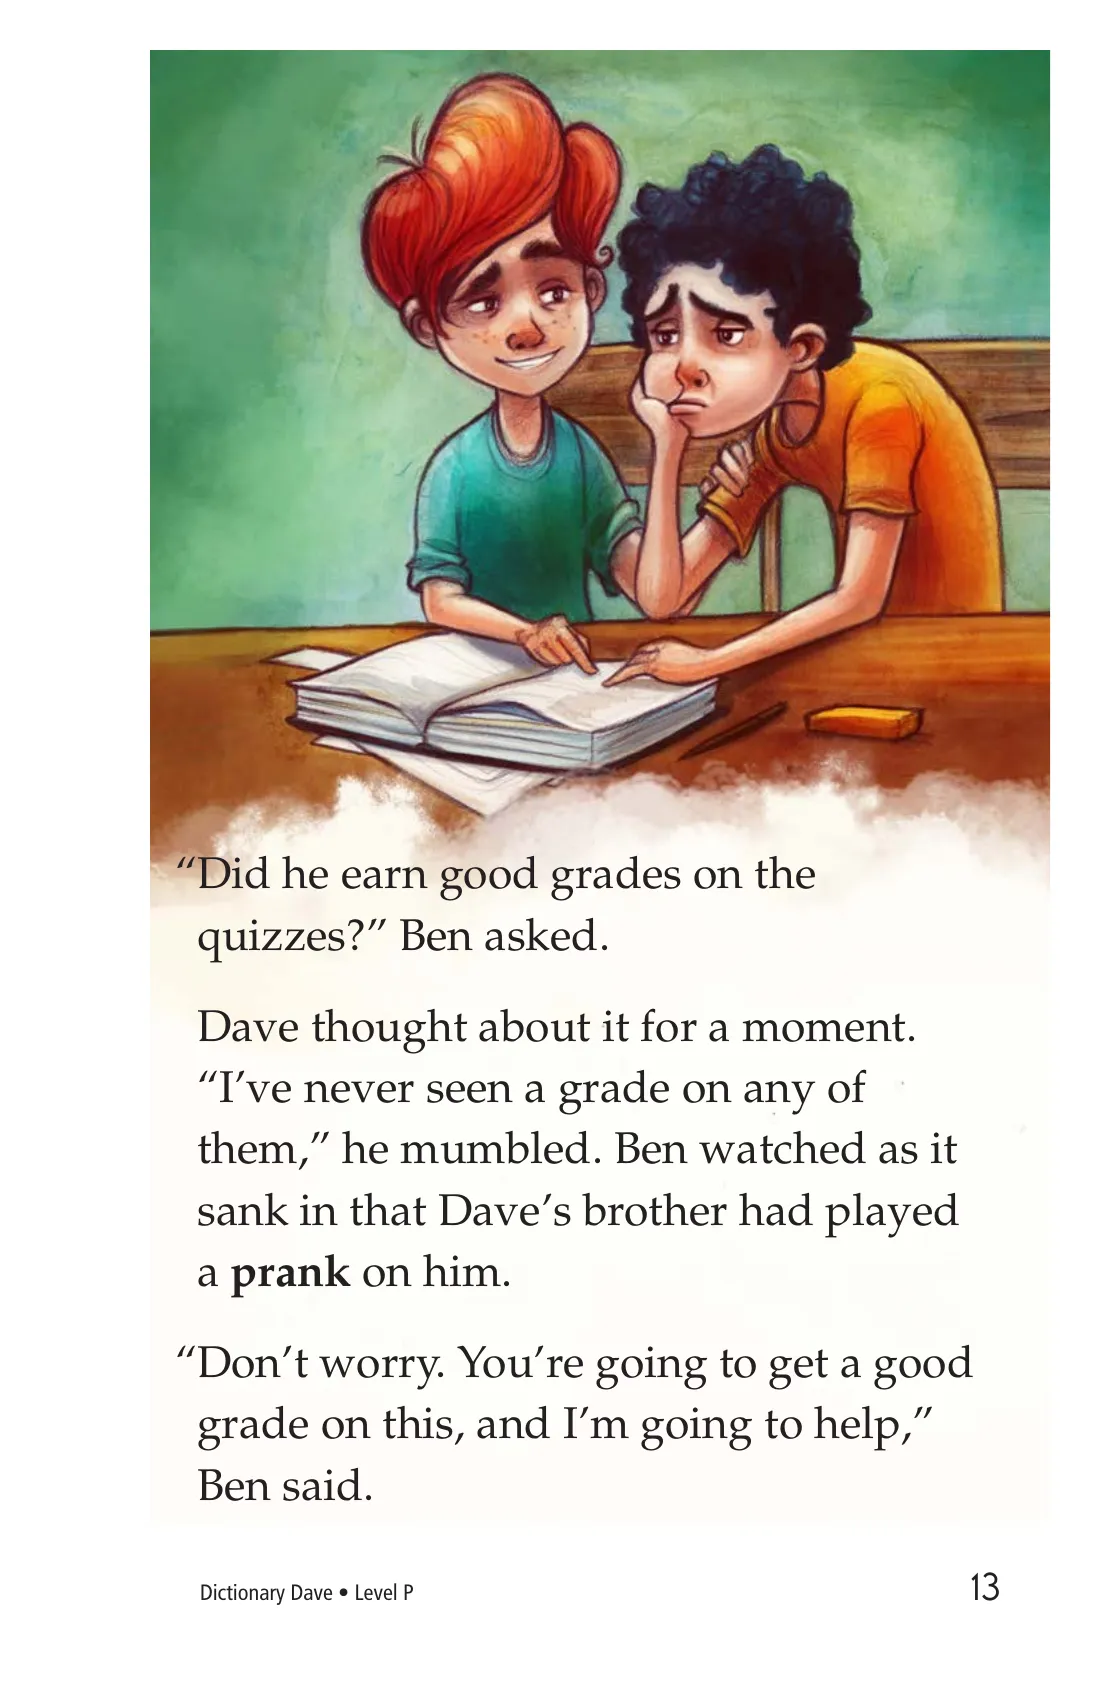 “Did he earn good grades on the
quizzes?” Ben asked.
Dave thought about it for a moment.
“I’ve never seen a grade on any of
them,” he mumbled. Ben watched as it
sank in that Dave’s brother had played
a prank on him.
“Don’t worry. You’re going to get a good
grade on this, and I’m going to help,”
Ben said.
Dictionary Dave • Level P
13